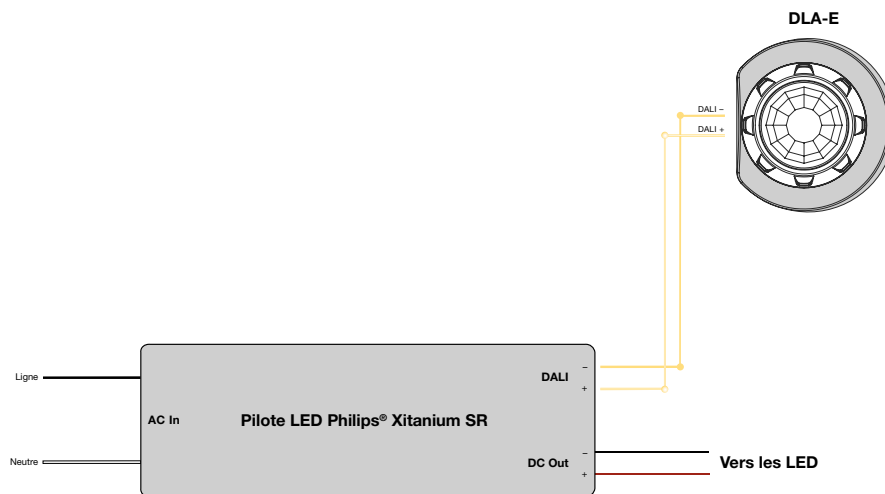 DLA-E
DALI –
DALI +
Ligne
DALI
–
+
AC In
Pilote LED Philips® Xitanium SR
Neutre
DC Out
–
+
Vers les LED